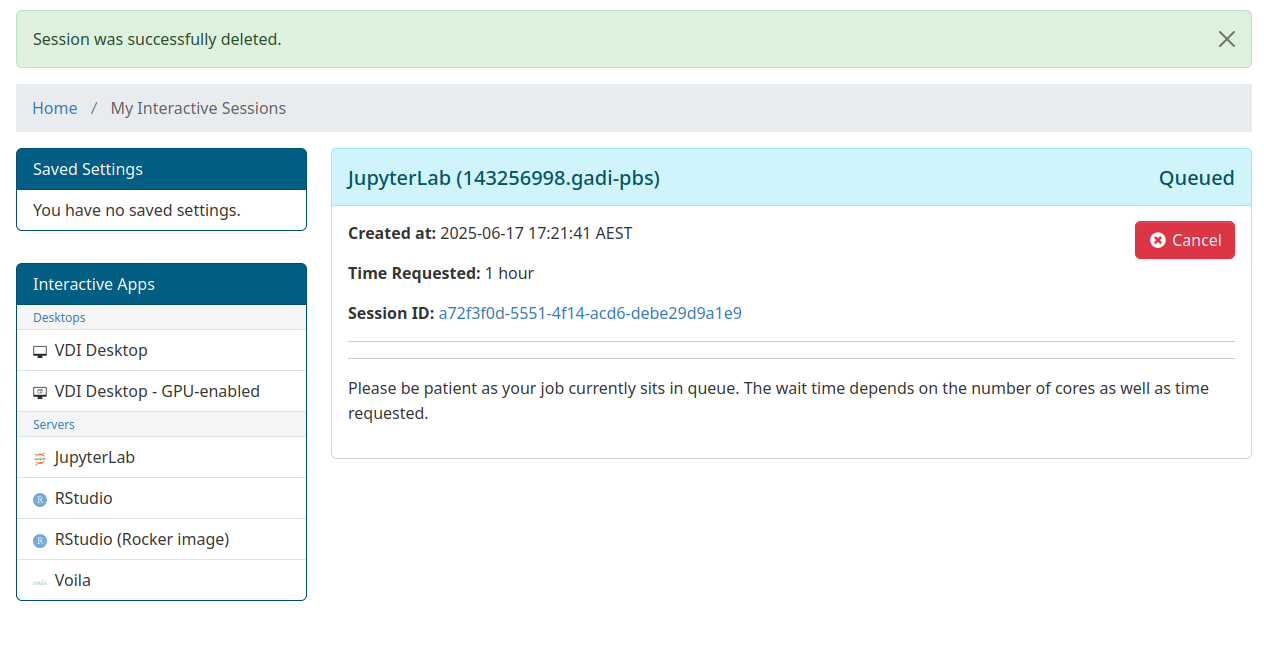 Session was successfully deleted.
Home / My Interactive Sessions
Saved Settings
You have no saved settings.
Interactive Apps
Desktops
VDI Desktop
VDI Desktop - GPU-enabled
Servers
JupyterLab
RStudio
RStudio (Rocker image)
Voila
JupyterLab (143256998.gadi-pbs) Queued
Created at: 2025-06-17 17:21:41 AEST
Cancel
Time Requested: 1 hour
Session ID: a72f3f0d-5551-4f14-acd6-debe29d9a1e9
Please be patient as your job currently sits in queue. The wait time depends on the number of cores as well as time
requested.